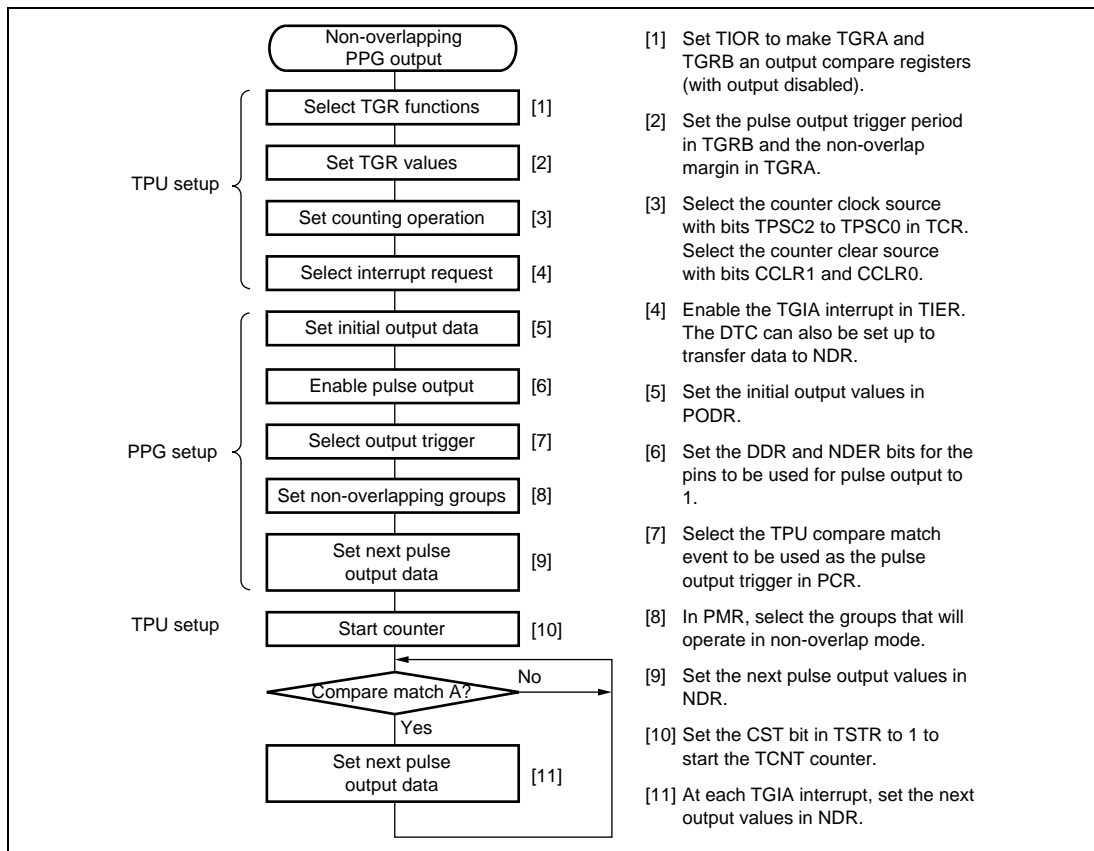 Non-overlapping
PPG output
TPU setup
Select TGR functions [1]
Set TGR values [2]
Set counting operation [3]
Select interrupt request [4]
PPG setup
Set initial output data [5]
Enable pulse output [6]
Select output trigger [7]
Set non-overlapping groups [8]
Set next pulse
output data [9]
TPU setup
Start counter [10]
Compare match A?
No
Yes
Set next pulse
output data [11]
[1] Set TIOR to make TGRA and
TGRB an output compare registers
(with output disabled).
[2] Set the pulse output trigger period
in TGRB and the non-overlap
margin in TGRA.
[3] Select the counter clock source
with bits TPSC2 to TPSC0 in TCR.
Select the counter clear source
with bits CCLR1 and CCLR0.
[4] Enable the TGIA interrupt in TIER.
The DTC can also be set up to
transfer data to NDR.
[5] Set the initial output values in
PODR.
[6] Set the DDR and NDER bits for the
pins to be used for pulse output to
1.
[7] Select the TPU compare match
event to be used as the pulse
output trigger in PCR.
[8] In PMR, select the groups that will
operate in non-overlap mode.
[9] Set the next pulse output values in
NDR.
[10] Set the CST bit in TSTR to 1 to
start the TCNT counter.
[11] At each TGIA interrupt, set the next
output values in NDR.